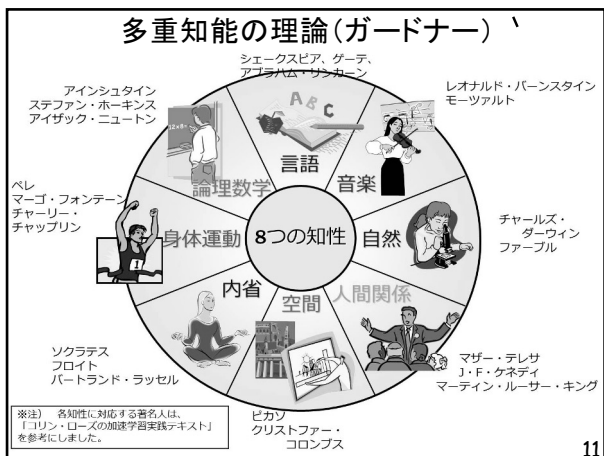 多重知能の理論（ガードナー）
シェークスピア、ゲーテ、
アブラハム・リンカーン
アインシュタイン
ステファン・ホーキンス
アイザック・ニュートン
レオナルド・バーンスタイン
モーツァルト
ABC
言語
論理数学
音楽
ペレ
マーゴ・フォンテーン
チャーリー・
チャップリン
1
身体運動
8つの知性
自然
チャールズ・
ダーウィン
ファーブル
内省
空間
人間関係
ソクラテス
フロイト
バートランド・ラッセル
マザー・テレサ
J・F・ケネディ
マーティン・ルーサー・キング
ピカソ
クリストファー・
コロンブス
※注）　各知性に対応する著名人は、
「コリン・ローズの加速学習実践テキスト」
を参考にしました。
11